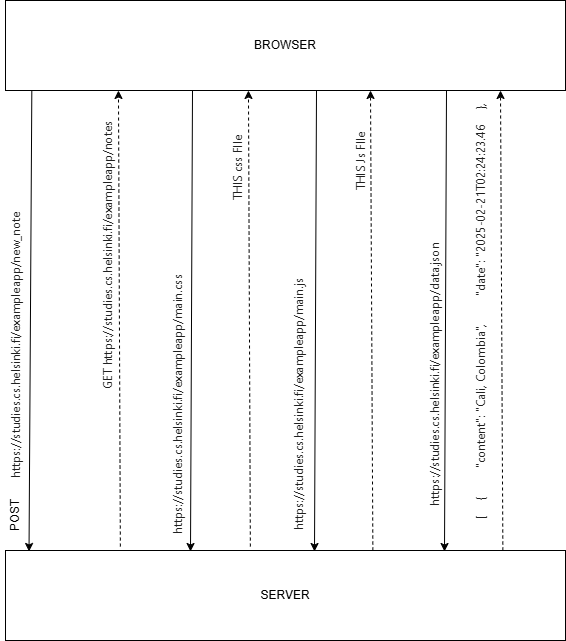 BROWSER
POST https://studies.cs.helsinki.fi/exampleapp/new_note
GET https://studies.cs.helsinki.fi/exampleapp/notes
https://studies.cs.helsinki.fi/exampleapp/main.css
THIS css FIle
https://studies.cs.helsinki.fi/exampleapp/main.js
THIS Js FIle
https://studies.cs.helsinki.fi/exampleapp/data.json
[ { "content": "Cali, Colombia", "date": "2025-02-21T02:24:23.46 },
SERVER